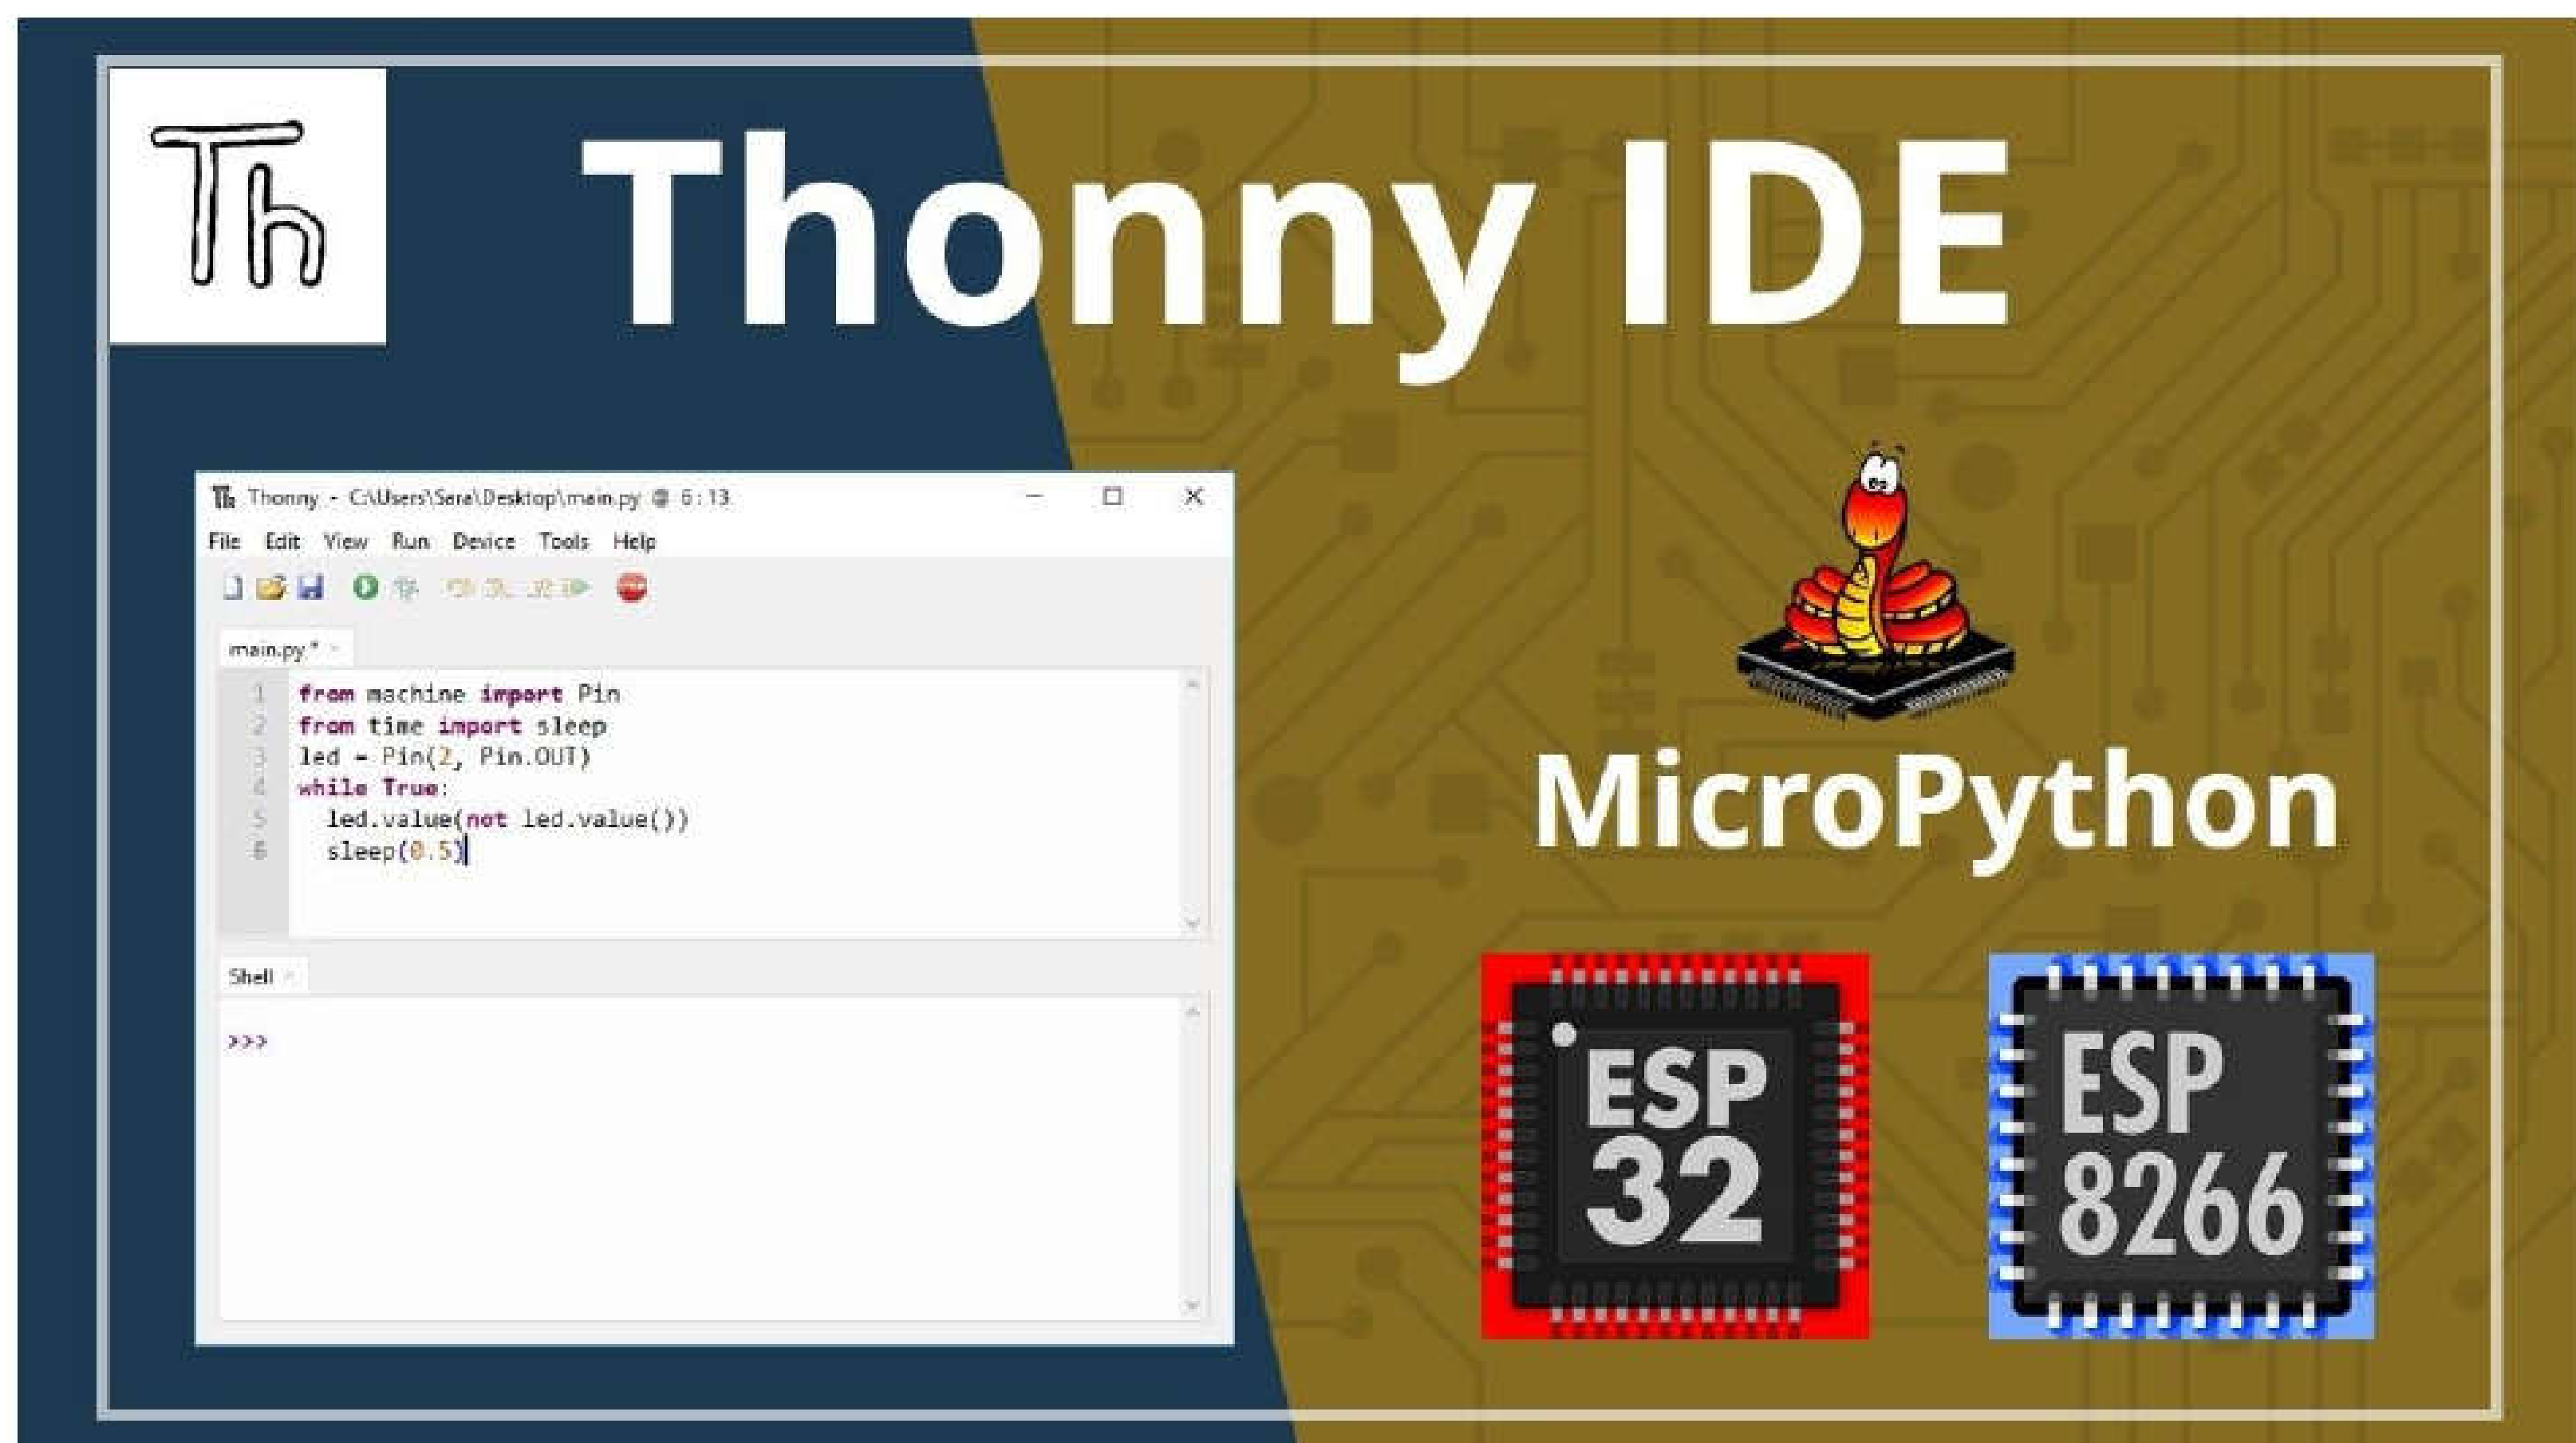 Th
Thonny IDE
Th Thonny - C:\Users\Sara\Desktop\main.py @ 6:13
File Edit View Run Device Tools Help
main.py *
1 from machine import Pin
2 from time import sleep
3 led = Pin(2, Pin.OUT)
4 while True:
5 led.value(not led.value())
6 sleep(0.5)
Shell
>>>
MicroPython
ESP
32
ESP
8266